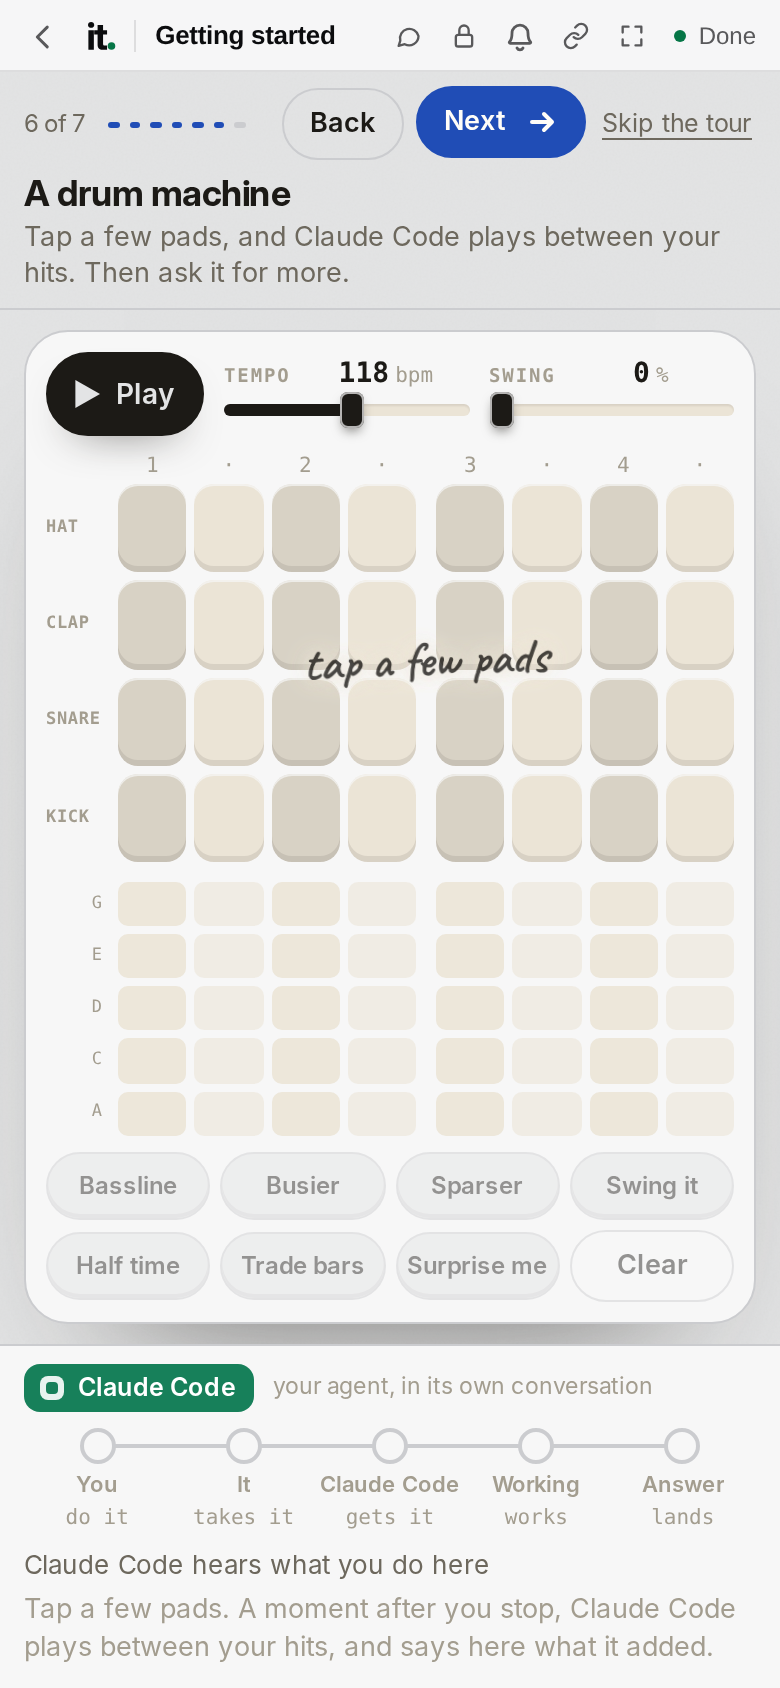 it. Getting started Done
6 of 7 Back Next Skip the tour
A drum machine
Tap a few pads, and Claude Code plays between your
hits. Then ask it for more.
Play TEMPO 118 bpm SWING 0 %
1 · 2 · 3 · 4 ·
HAT
CLAP
tap a few pads
SNARE
KICK
G
E
D
C
A
Bassline Busier Sparser Swing it
Half time Trade bars Surprise me Clear
Claude Code your agent, in its own conversation
You It Claude Code Working Answer
do it takes it gets it works lands
Claude Code hears what you do here
Tap a few pads. A moment after you stop, Claude Code
plays between your hits, and says here what it added.